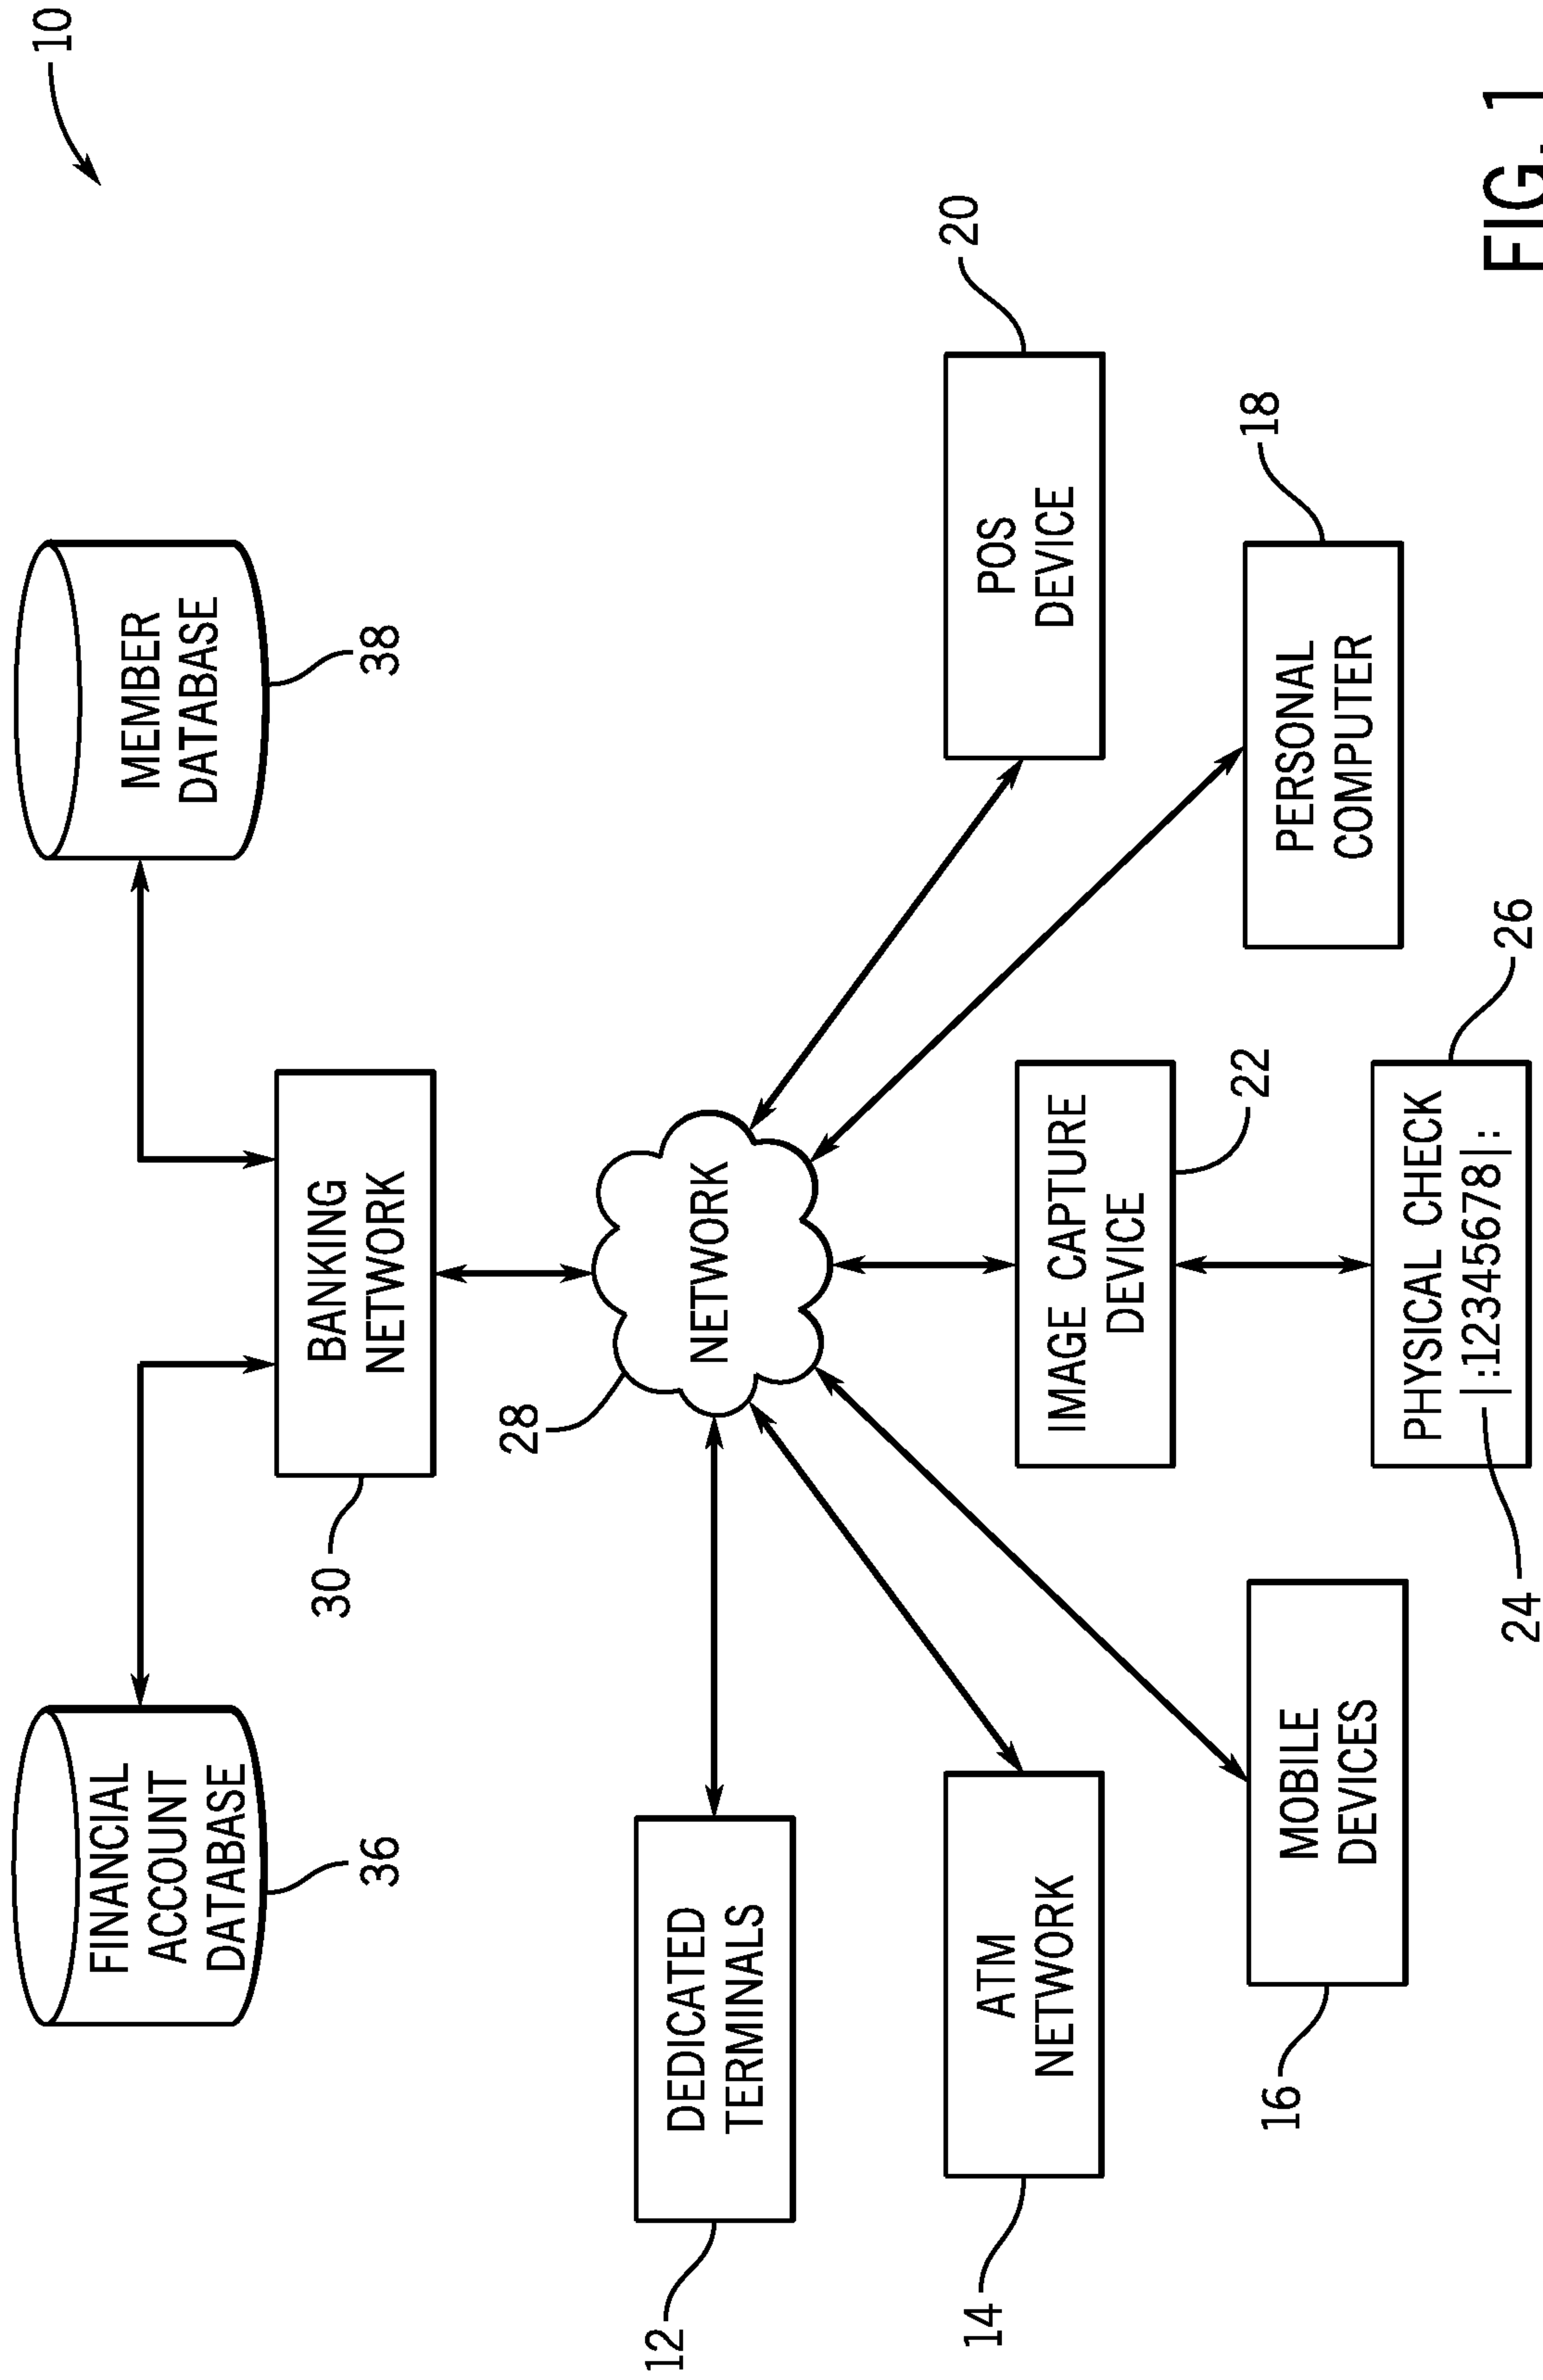 10
FINANCIAL
ACCOUNT
DATABASE
36
MEMBER
DATABASE
38
BANKING
NETWORK
30
28
NETWORK
DEDICATED
TERMINALS
12
ATM
NETWORK
14
MOBILE
DEVICES
16
IMAGE CAPTURE
DEVICE
22
PHYSICAL CHECK
|:12345678|:
24
26
POS
DEVICE
20
PERSONAL
COMPUTER
18
FIG. 1